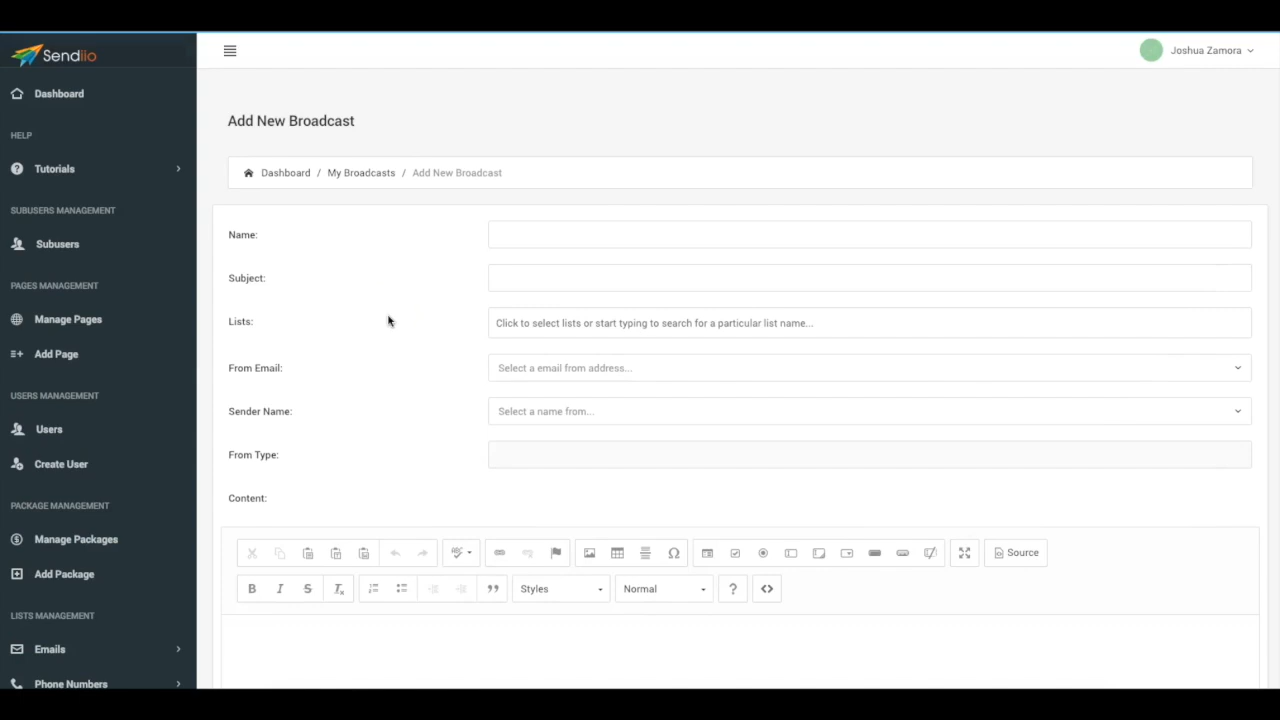 Sendiio
Joshua Zamora
Dashboard
HELP
Tutorials
SUBUSERS MANAGEMENT
Subusers
PAGES MANAGEMENT
Manage Pages
Add Page
USERS MANAGEMENT
Users
Create User
PACKAGE MANAGEMENT
Manage Packages
Add Package
LISTS MANAGEMENT
Emails
Phone Numbers
Add New Broadcast
Dashboard / My Broadcasts / Add New Broadcast
Name:
Subject:
Lists: Click to select lists or start typing to search for a particular list name...
From Email: Select a email from address...
Sender Name: Select a name from...
From Type:
Content:
Source
B I S Tx Styles Normal ?